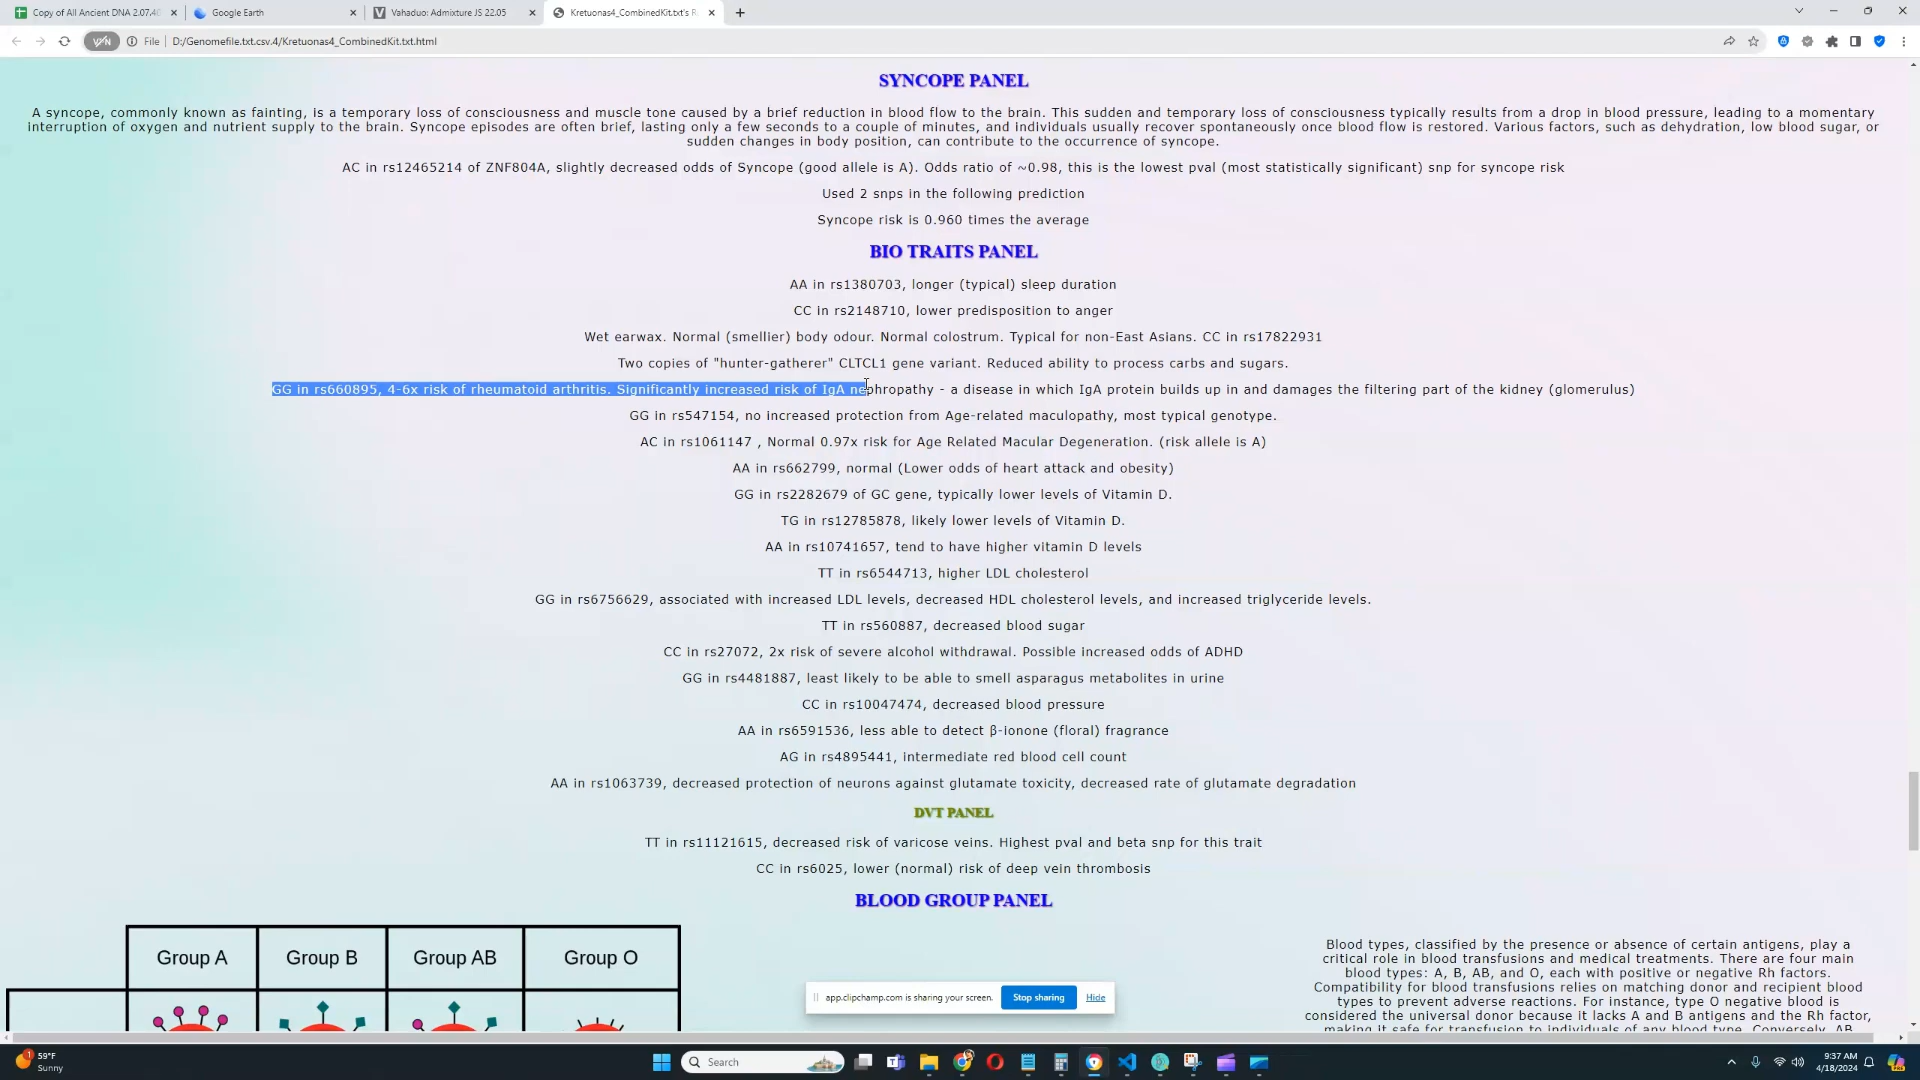 Copy of All Ancient DNA 2.07.46
Google Earth
Vahaduo: Admixture JS 22.05
Kretuonas4_CombinedKit.txt's R
VPN
File
D:/Genomefile.txt.csv.4/Kretuonas4_CombinedKit.txt.html
SYNCOPE PANEL
A syncope, commonly known as fainting, is a temporary loss of consciousness and muscle tone caused by a brief reduction in blood flow to the brain. This sudden and temporary loss of consciousness typically results from a drop in blood pressure, leading to a momentary
interruption of oxygen and nutrient supply to the brain. Syncope episodes are often brief, lasting only a few seconds to a couple of minutes, and individuals usually recover spontaneously once blood flow is restored. Various factors, such as dehydration, low blood sugar, or
sudden changes in body position, can contribute to the occurrence of syncope.
AC in rs12465214 of ZNF804A, slightly decreased odds of Syncope (good allele is A). Odds ratio of ~0.98, this is the lowest pval (most statistically significant) snp for syncope risk
Used 2 snps in the following prediction
Syncope risk is 0.960 times the average
BIO TRAITS PANEL
AA in rs1380703, longer (typical) sleep duration
CC in rs2148710, lower predisposition to anger
Wet earwax. Normal (smellier) body odour. Normal colostrum. Typical for non-East Asians. CC in rs17822931
Two copies of "hunter-gatherer" CLTCL1 gene variant. Reduced ability to process carbs and sugars.
GG in rs660895, 4-6x risk of rheumatoid arthritis. Significantly increased risk of IgA nephropathy - a disease in which IgA protein builds up in and damages the filtering part of the kidney (glomerulus)
GG in rs547154, no increased protection from Age-related maculopathy, most typical genotype.
AC in rs1061147 , Normal 0.97x risk for Age Related Macular Degeneration. (risk allele is A)
AA in rs662799, normal (Lower odds of heart attack and obesity)
GG in rs2282679 of GC gene, typically lower levels of Vitamin D.
TG in rs12785878, likely lower levels of Vitamin D.
AA in rs10741657, tend to have higher vitamin D levels
TT in rs6544713, higher LDL cholesterol
GG in rs6756629, associated with increased LDL levels, decreased HDL cholesterol levels, and increased triglyceride levels.
TT in rs560887, decreased blood sugar
CC in rs27072, 2x risk of severe alcohol withdrawal. Possible increased odds of ADHD
GG in rs4481887, least likely to be able to smell asparagus metabolites in urine
CC in rs10047474, decreased blood pressure
AA in rs6591536, less able to detect β-ionone (floral) fragrance
AG in rs4895441, intermediate red blood cell count
AA in rs1063739, decreased protection of neurons against glutamate toxicity, decreased rate of glutamate degradation
DVT PANEL
TT in rs11121615, decreased risk of varicose veins. Highest pval and beta snp for this trait
CC in rs6025, lower (normal) risk of deep vein thrombosis
BLOOD GROUP PANEL
Group A
Group B
Group AB
Group O
Blood types, classified by the presence or absence of certain antigens, play a
critical role in blood transfusions and medical treatments. There are four main
blood types: A, B, AB, and O, each with positive or negative Rh factors.
Compatibility for blood transfusions relies on matching donor and recipient blood
types to prevent adverse reactions. For instance, type O negative blood is
considered the universal donor because it lacks A and B antigens and the Rh factor,
making it safe for transfusion to individuals of any blood type. Conversely, AB
app.clipchamp.com is sharing your screen.
Stop sharing
Hide
1
59°F
Sunny
Search
9:37 AM
4/18/2024